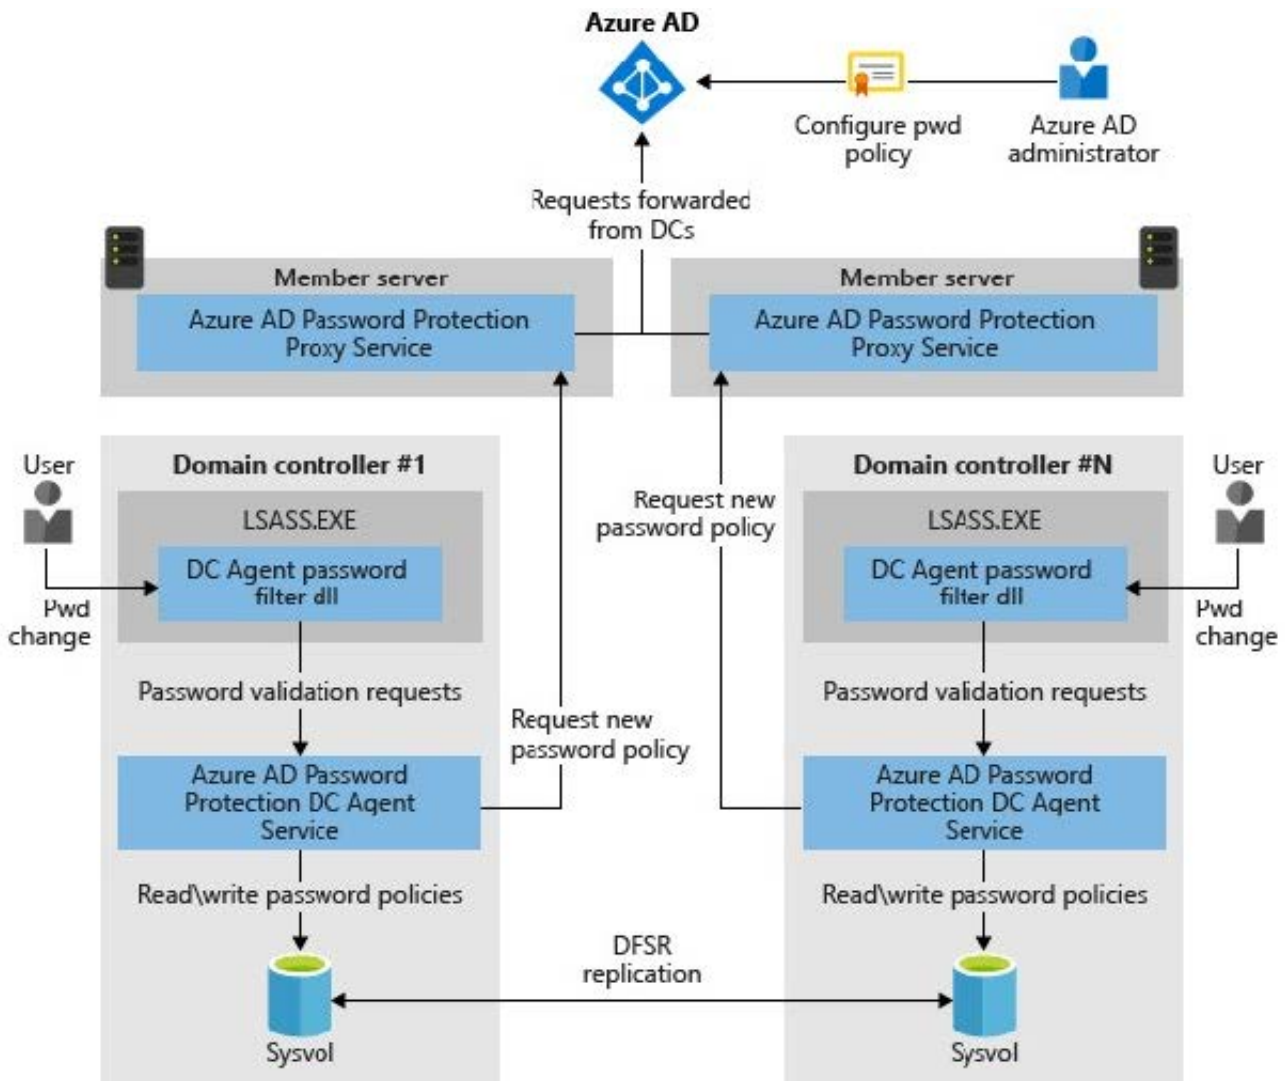 Azure AD
Configure pwd
policy
Azure AD
administrator
Requests forwarded
from DCs
Member server
Azure AD Password Protection
Proxy Service
Member server
Azure AD Password Protection
Proxy Service
User
Pwd
change
Domain controller #1
LSASS.EXE
DC Agent password
filter dll
Password validation requests
Azure AD Password
Protection DC Agent
Service
Read\write password policies
Sysvol
Request new
password policy
Request new
password policy
DFSR
replication
Domain controller #N
LSASS.EXE
DC Agent password
filter dll
Password validation requests
Azure AD Password
Protection DC Agent
Service
Read\write password policies
Sysvol
User
Pwd
change